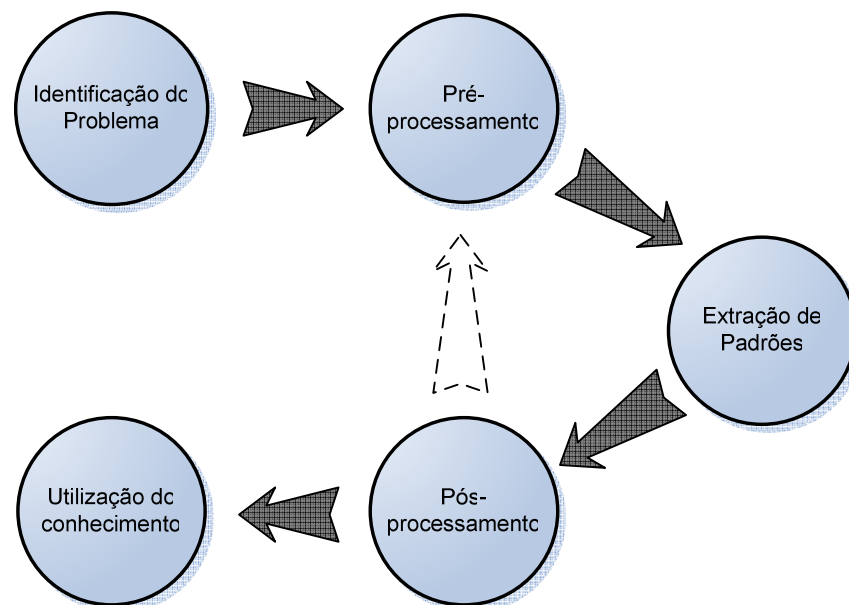 Identificação do
Problema
Pré-
processamento
Extração de
Padrões
Pós-
processamento
Utilização do
conhecimento